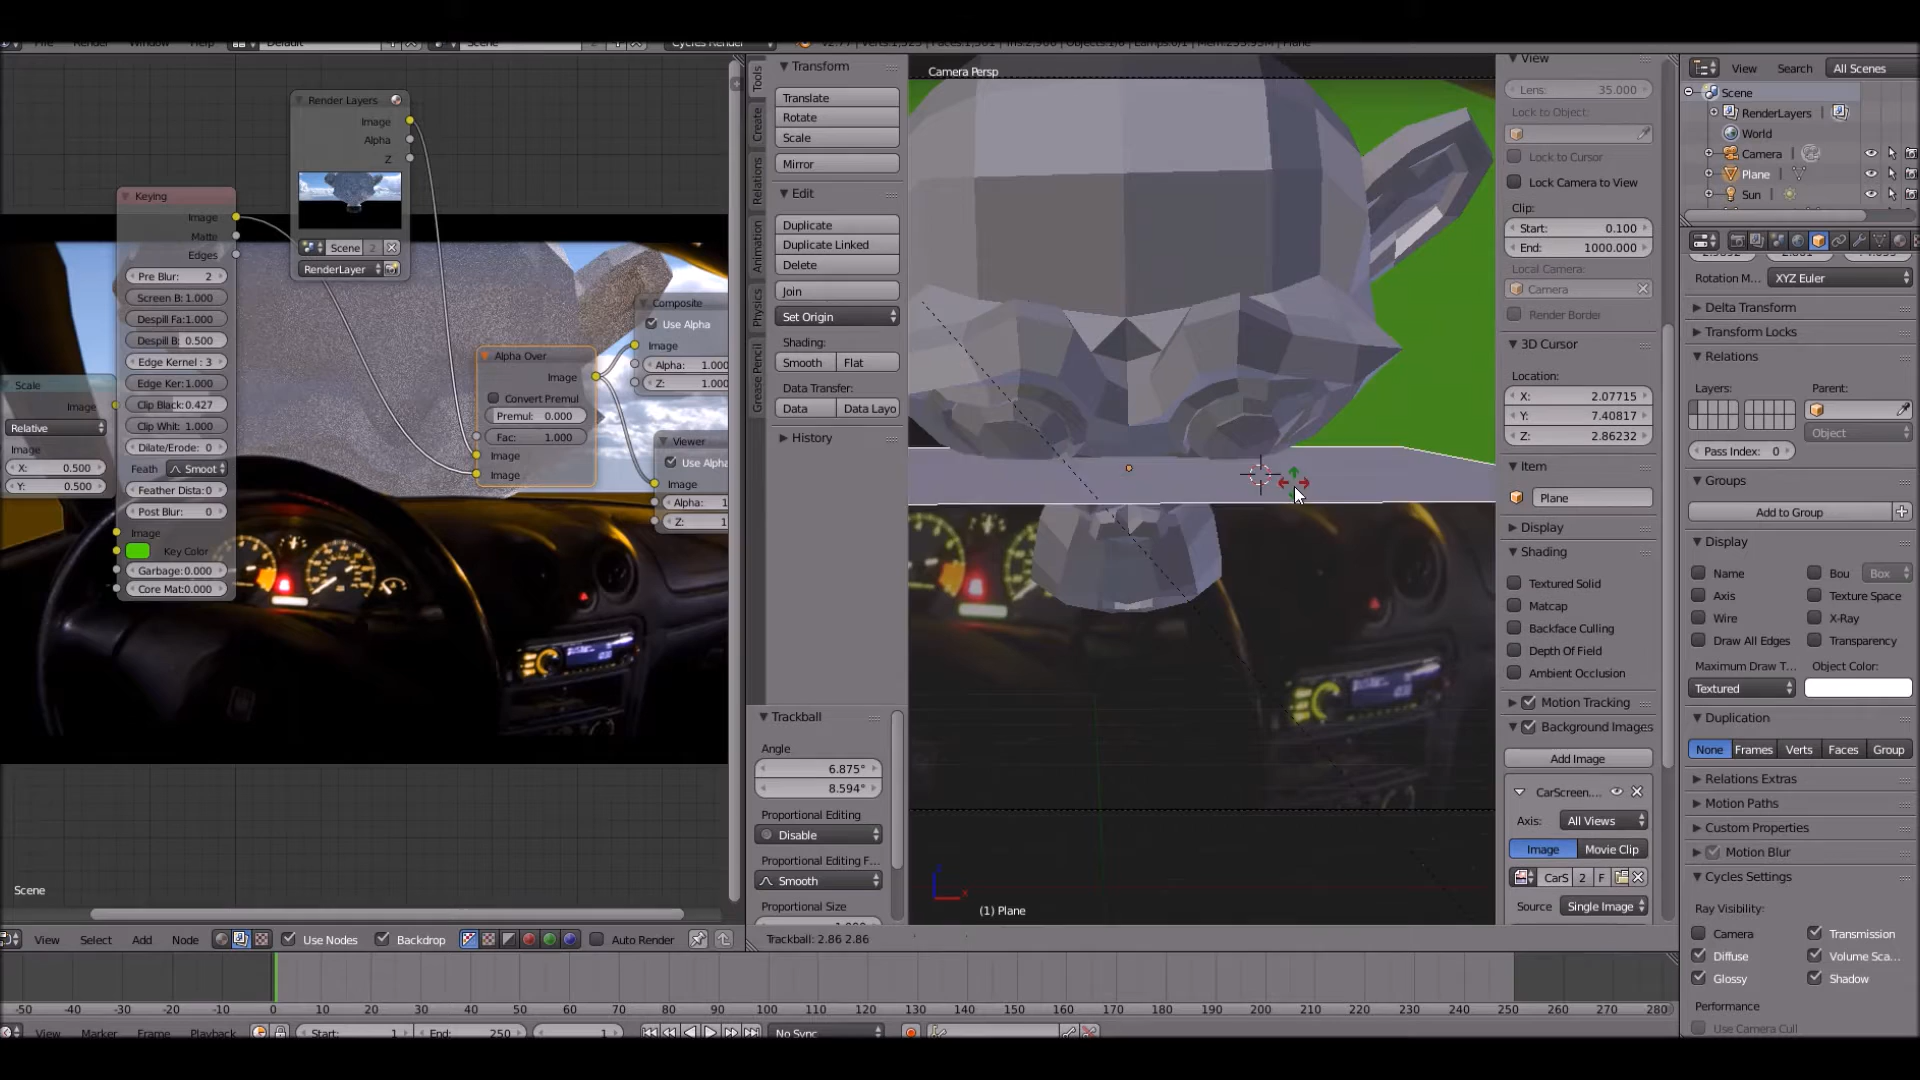 File Render Window Help
Default
Scene
Cycles Render
Render Layers
Image
Alpha
Z
Scene 2
RenderLayer
Keying
Image
Matte
Edges
Pre Blur: 2
Screen B: 1.000
Despill Fa:1.000
Despill B: 0.500
Edge Kernel: 3
Edge Ker:1.000
Clip Black:0.427
Clip Whit: 1.000
Dilate/Erode: 0
Feath Smoot
Feather Dista:0
Post Blur: 0
Image
Key Color
Garbage:0.000
Core Mat:0.000
Scale
Image
Relative
Image
X: 0.500
Y: 0.500
Alpha Over
Image
Convert Premul
Premul: 0.000
Fac: 1.000
Image
Image
Composite
Use Alpha
Image
Alpha: 1.000
Z: 1.000
Viewer
Use Alpha
Image
Alpha: 1
Z: 1
Scene
View Select Add Node Use Nodes Backdrop Auto Render
Tools
Create
Relations
Animation
Physics
Grease Pencil
Transform
Translate
Rotate
Scale
Mirror
Edit
Duplicate
Duplicate Linked
Delete
Join
Set Origin
Shading:
Smooth Flat
Data Transfer:
Data Data Layo
History
Trackball
Angle
6.875°
8.594°
Proportional Editing
Disable
Proportional Editing F...
Smooth
Proportional Size
Camera Persp
(1) Plane
Trackball: 2.86 2.86
View
Lens: 35.000
Lock to Object:
Lock to Cursor
Lock Camera to View
Clip:
Start: 0.100
End: 1000.000
Local Camera:
Camera
Render Border
3D Cursor
Location:
X: 2.07715
Y: 7.40817
Z: 2.86232
Item
Plane
Display
Shading
Textured Solid
Matcap
Backface Culling
Depth Of Field
Ambient Occlusion
Motion Tracking
Background Images
Add Image
CarScreen....
Axis: All Views
Image Movie Clip
CarS 2 F
Source Single Image
View Search All Scenes
Scene
RenderLayers
World
Camera
Plane
Sun
Rotation M... XYZ Euler
Delta Transform
Transform Locks
Relations
Layers: Parent:
Object
Pass Index: 0
Groups
Add to Group
Display
Name Bou Box
Axis Texture Space
Wire X-Ray
Draw All Edges Transparency
Maximum Draw T... Object Color:
Textured
Duplication
None Frames Verts Faces Group
Relations Extras
Motion Paths
Custom Properties
Motion Blur
Cycles Settings
Ray Visibility:
Camera Transmission
Diffuse Volume Sca...
Glossy Shadow
Performance
Use Camera Cull
-50 -40 -30 -20 -10 0 10 20 30 40 50 60 70 80 90 100 110 120 130 140 150 160 170 180 190 200 210 220 230 240 250 260 270 280
View Marker Frame Playback Start: 1 End: 250 1 No Sync